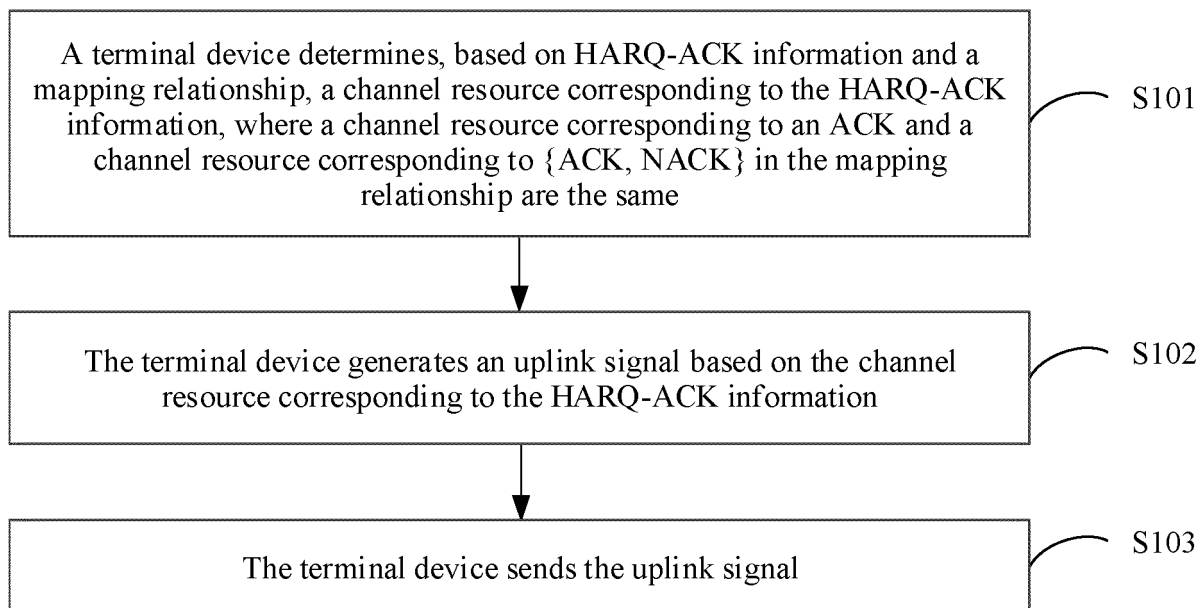 A terminal device determines, based on HARQ-ACK information and a
mapping relationship, a channel resource corresponding to the HARQ-ACK
information, where a channel resource corresponding to an ACK and a
channel resource corresponding to {ACK, NACK} in the mapping
relationship are the same
S101
The terminal device generates an uplink signal based on the channel
resource corresponding to the HARQ-ACK information
S102
The terminal device sends the uplink signal
S103